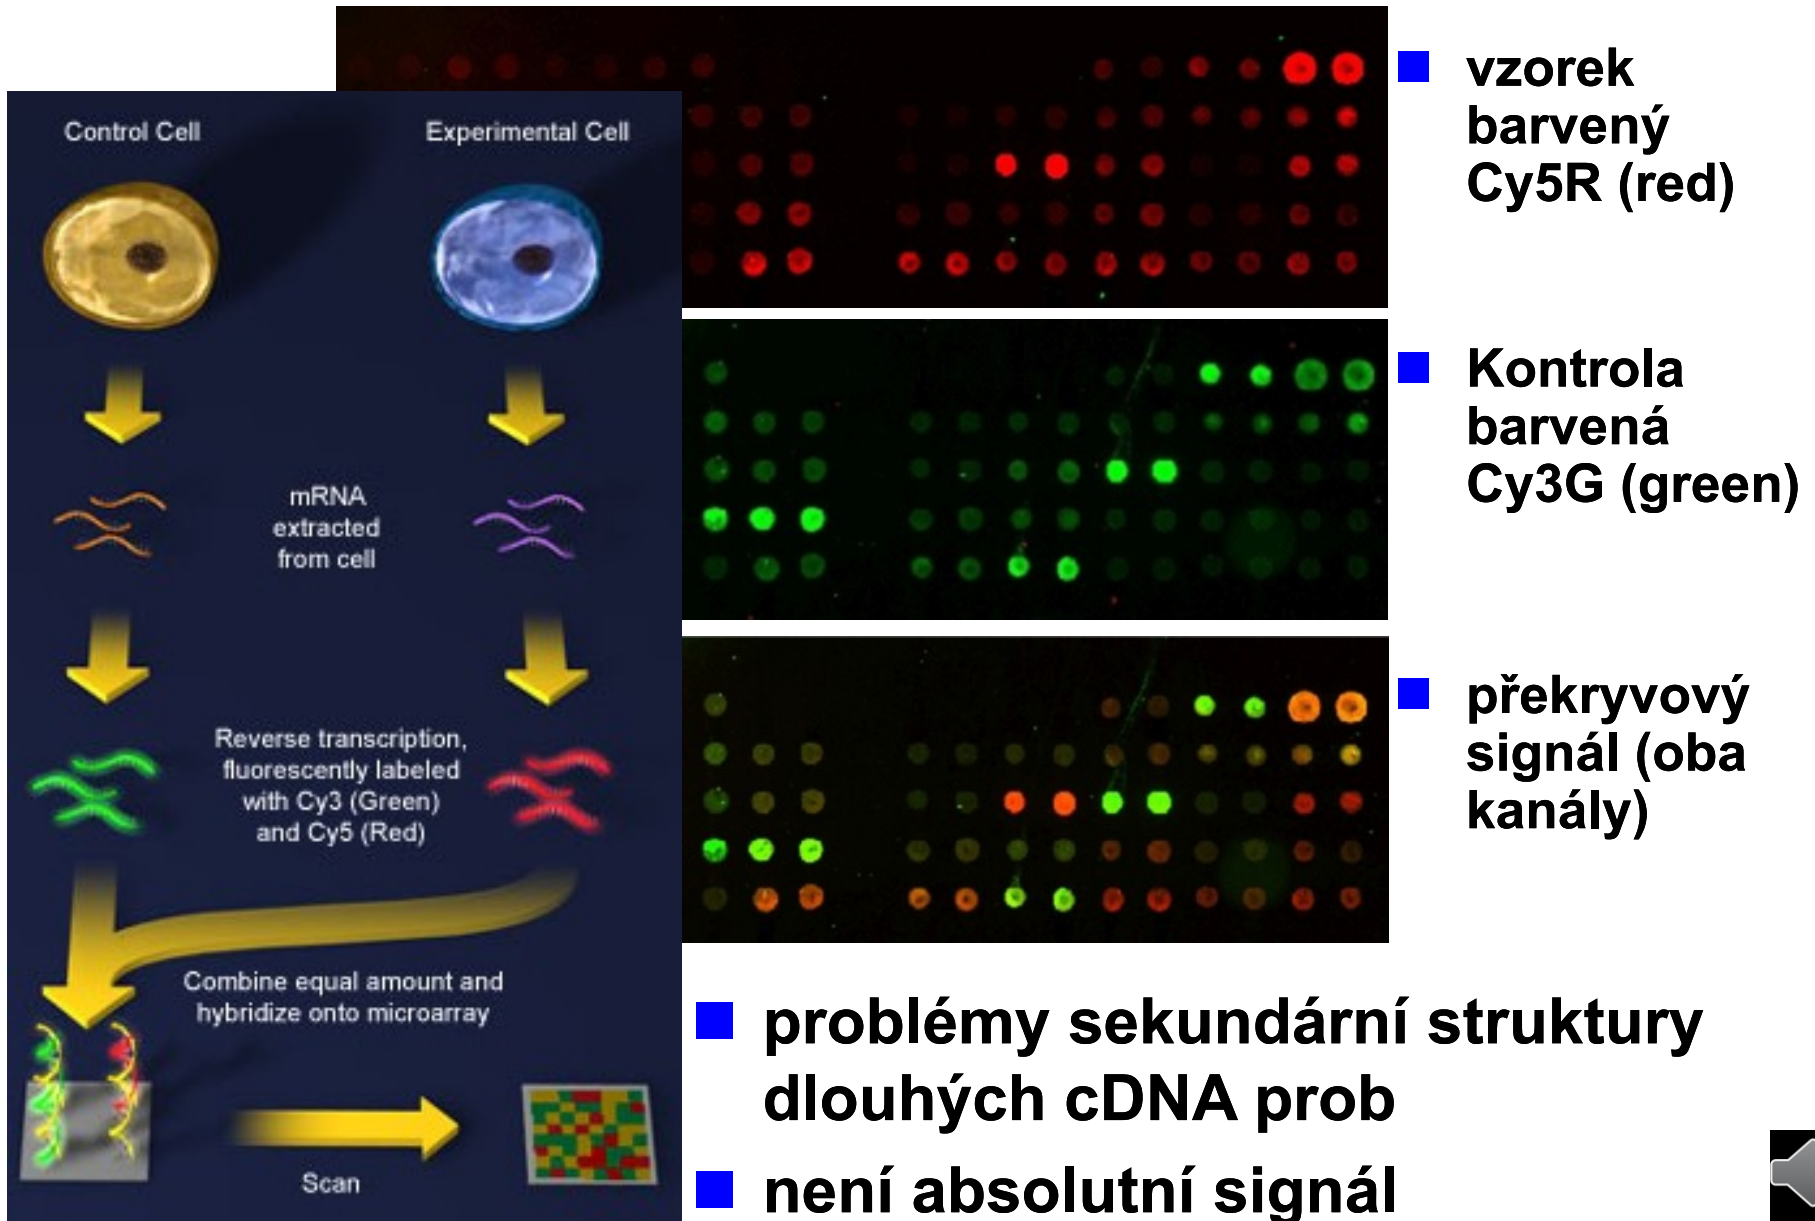 Control Cell
Experimental Cell
mRNA
extracted
from cell
Reverse transcription,
fluorescently labeled
with Cy3 (Green)
and Cy5 (Red)
Combine equal amount and
hybridize onto microarray
Scan
vzorek
barvený
Cy5R (red)
Kontrola
barvená
Cy3G (green)
překryvový
signál (oba
kanály)
problémy sekundární struktury
dlouhých cDNA prob
není absolutní signál